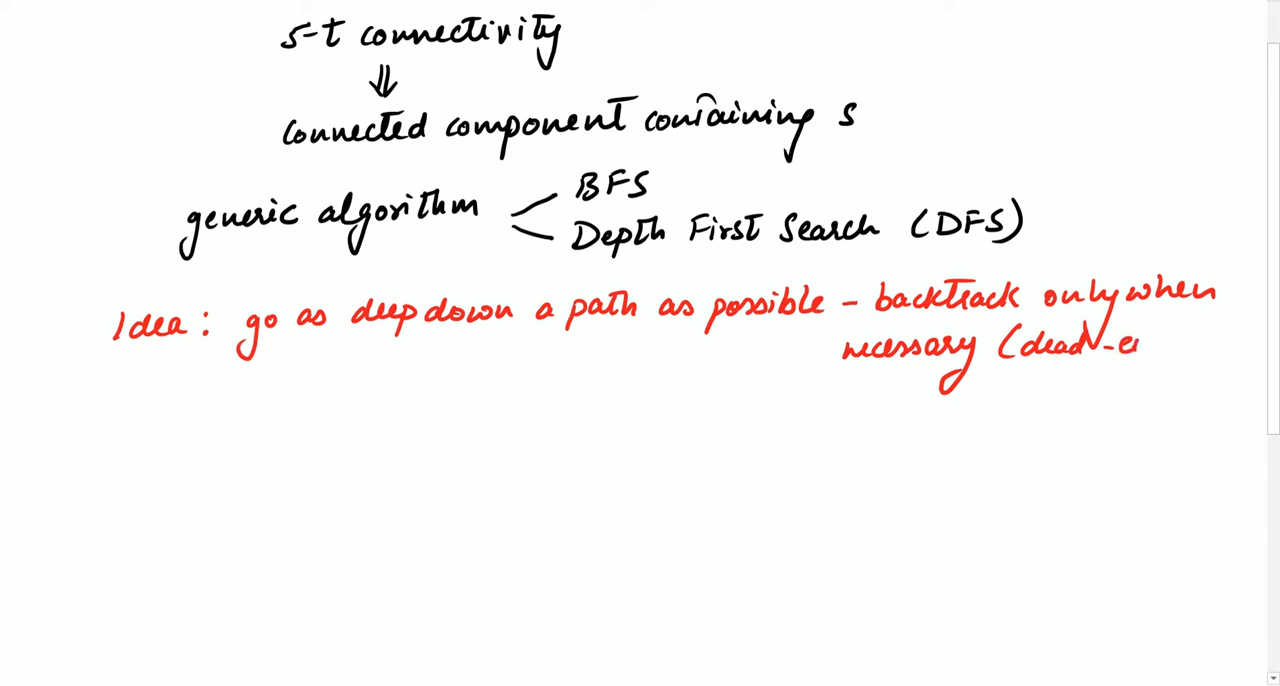 s-t connectivity
⇓
connected component containing s
generic algorithm
BFS
Depth First Search (DFS)
Idea: go as deep down a path as possible - backtrack only when
necessary (dead-e